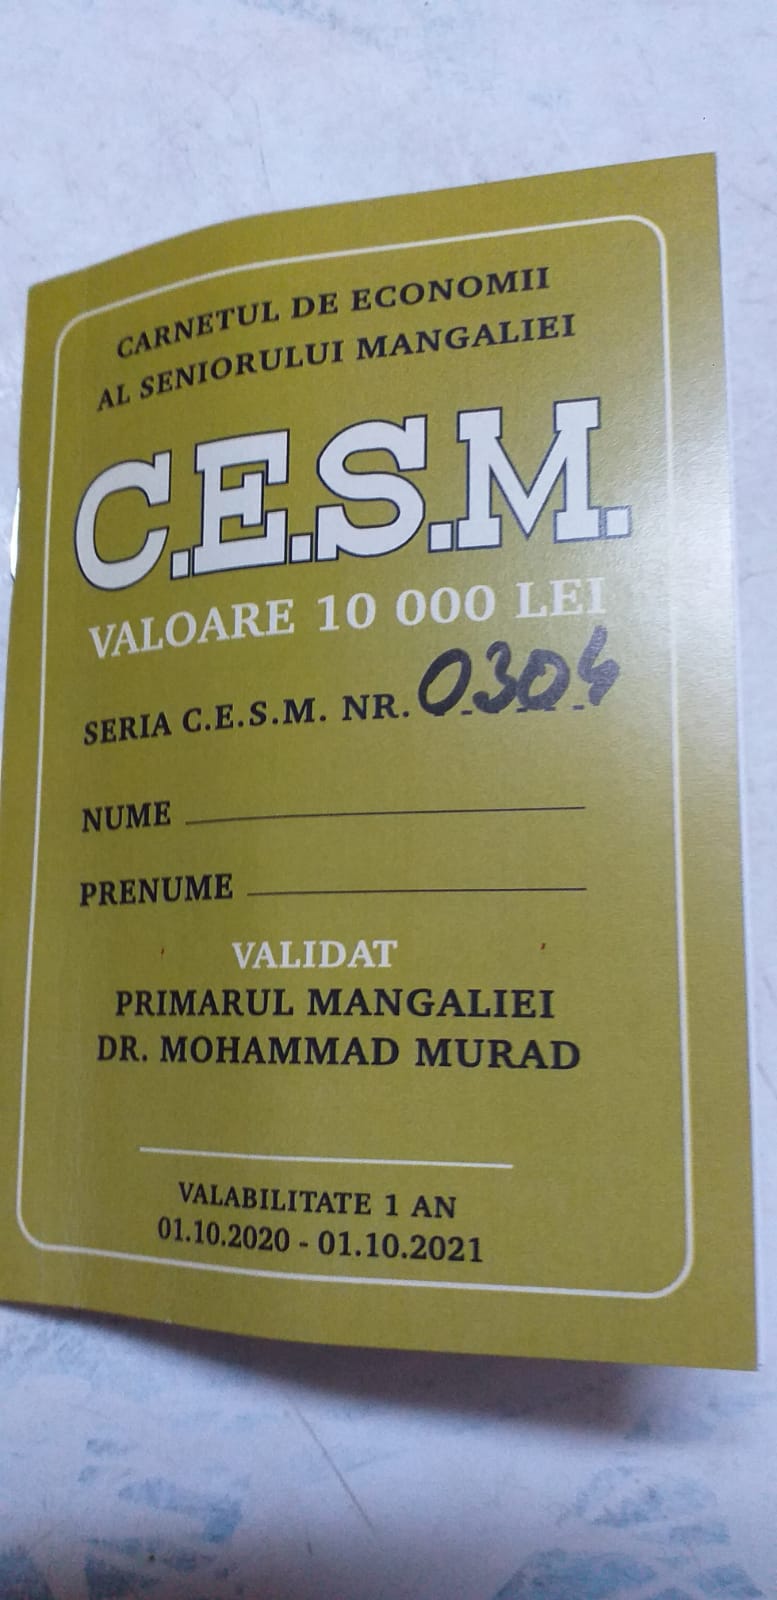 CARNETUL DE ECONOMII
AL SENIORULUI MANGALIEI
C.E.S.M.
VALOARE 10 000 LEI
SERIA C.E.S.M. NR. 0304
NUME
PRENUME
VALIDAT
PRIMARUL MANGALIEI
DR. MOHAMMAD MURAD
VALABILITATE 1 AN
01.10.2020 - 01.10.2021